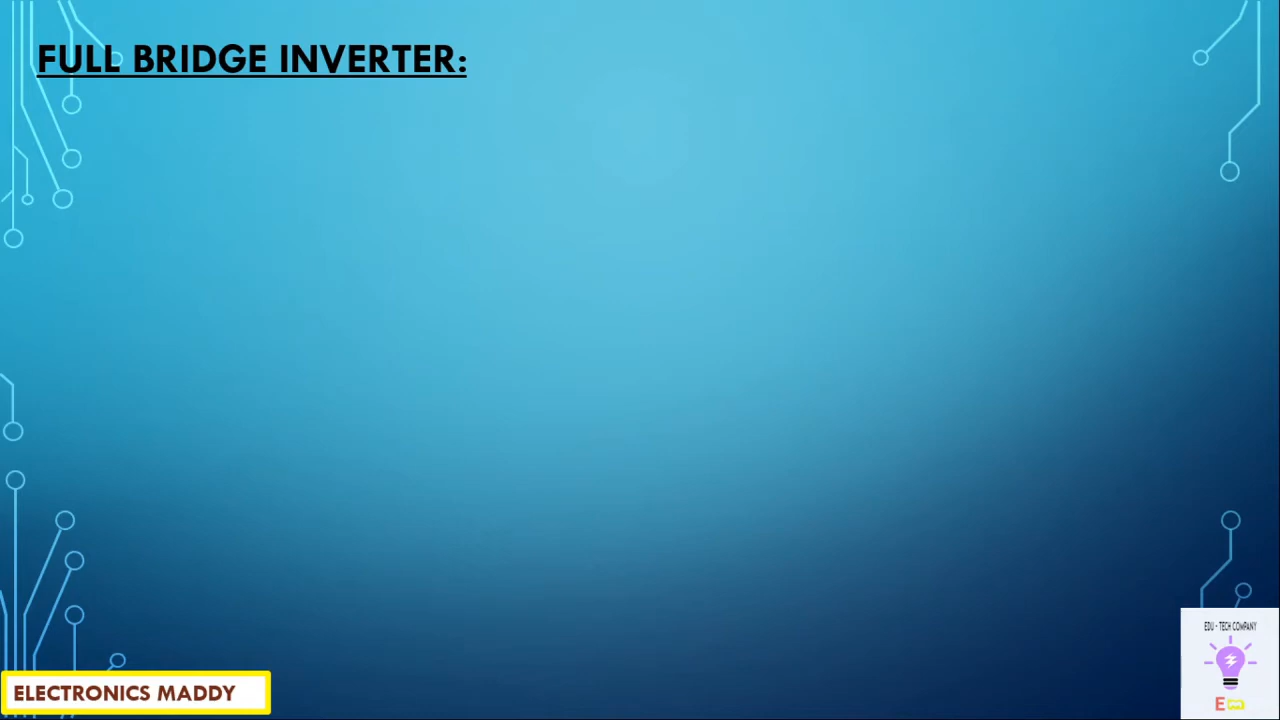 FULL BRIDGE INVERTER:
EDU - TECH COMPANY
E
ELECTRONICS MADDY